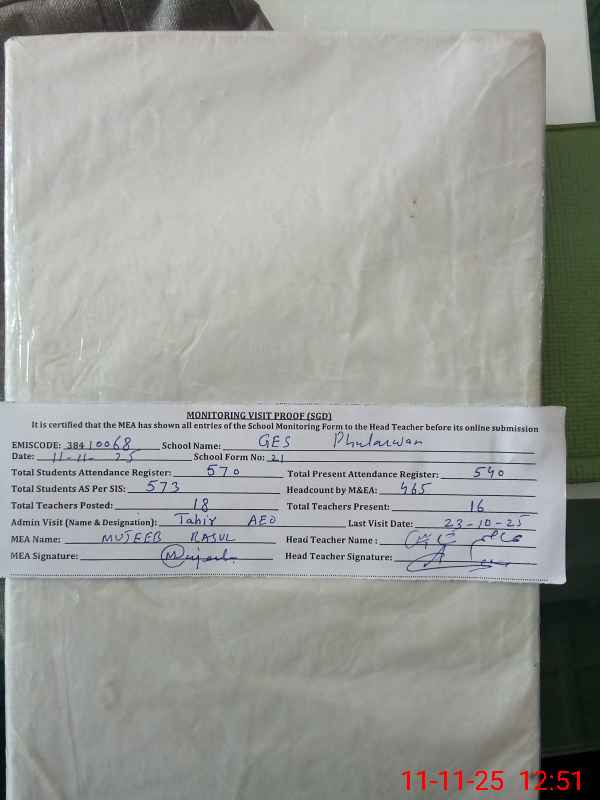 MONITORING VISIT PROOF (SGD)
It is certified that the MEA has shown all entries of the School Monitoring Form to the Head Teacher before its online submission
EMISCODE: 38410068 School Name: GES Phularwan
Date: 11-11-25 School Form No: 21
Total Students Attendance Register: 570 Total Present Attendance Register: 540
Total Students AS Per SIS: 573 Headcount by M&EA: 465
Total Teachers Posted: 18 Total Teachers Present: 16
Admin Visit (Name & Designation): Tahir AEO Last Visit Date: 23-10-25
MEA Name: MUJEEB RASUL Head Teacher Name :
MEA Signature: Mujeeb Head Teacher Signature:
11-11-25 12:51